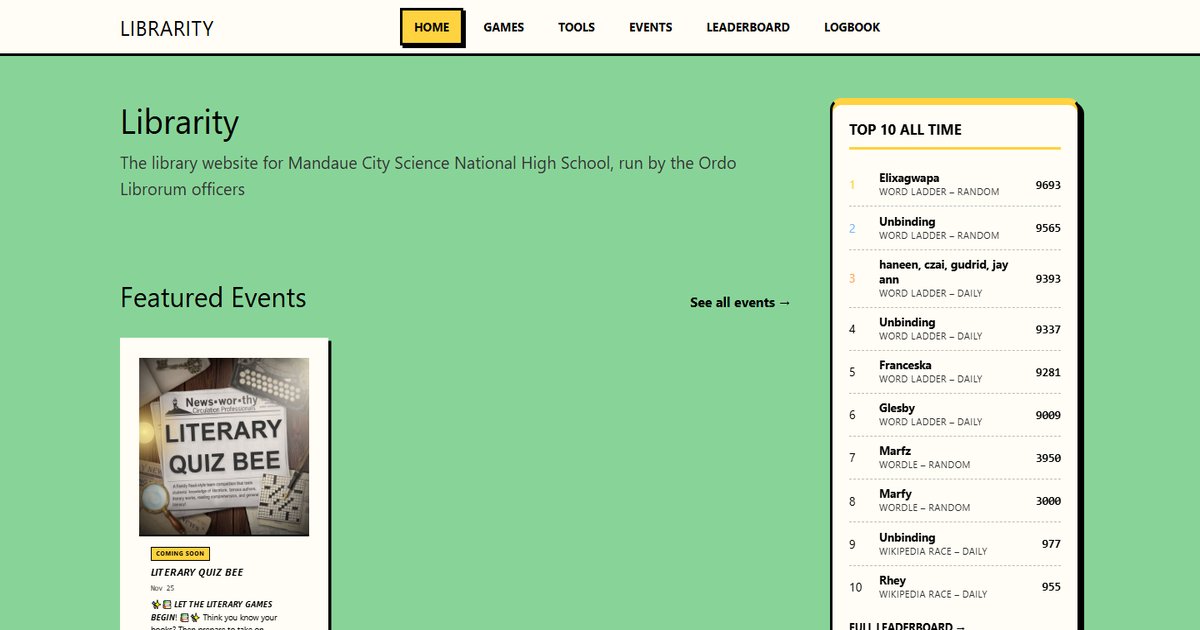 LIBRARITY
HOME GAMES TOOLS EVENTS LEADERBOARD LOGBOOK
Librarity
The library website for Mandaue City Science National High School, run by the Ordo
Librorum officers
Featured Events
See all events →
News•wor•thy
Circulation Professionals
LITERARY
QUIZ BEE
COMING SOON
LITERARY QUIZ BEE
Nov 25
LET THE LITERARY GAMES
BEGIN! Think you know your
books? Then prepare to take on
TOP 10 ALL TIME
1 Elixagwapa 9693
WORD LADDER – RANDOM
2 Unbinding 9565
WORD LADDER – RANDOM
3 haneen, czai, gudrid, jay
ann 9393
WORD LADDER – DAILY
4 Unbinding 9337
WORD LADDER – DAILY
5 Franceska 9281
WORD LADDER – DAILY
6 Glesby 9009
WORD LADDER – DAILY
7 Marfz 3950
WORDLE – RANDOM
8 Marfy 3000
WORDLE – RANDOM
9 Unbinding 977
WIKIPEDIA RACE – DAILY
10 Rhey 955
WIKIPEDIA RACE – DAILY
FULL LEADERBOARD →